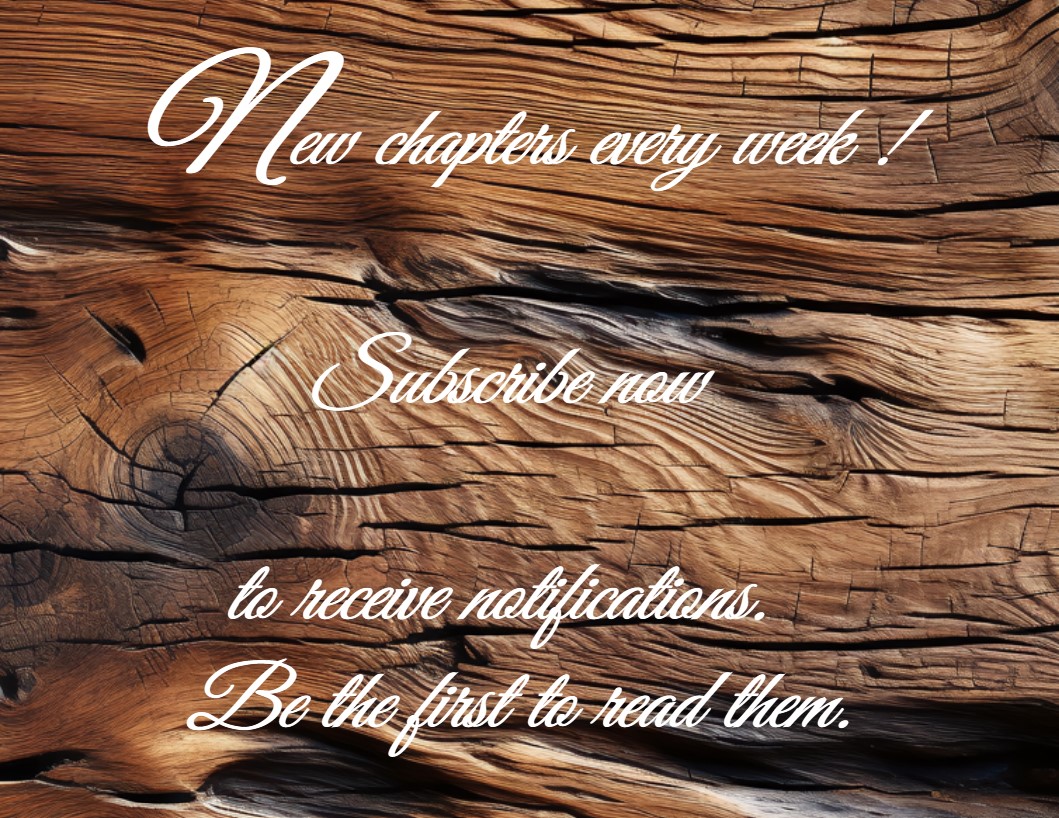 New chapters every week !
Subscribe now
to receive notifications.
Be the first to read them.